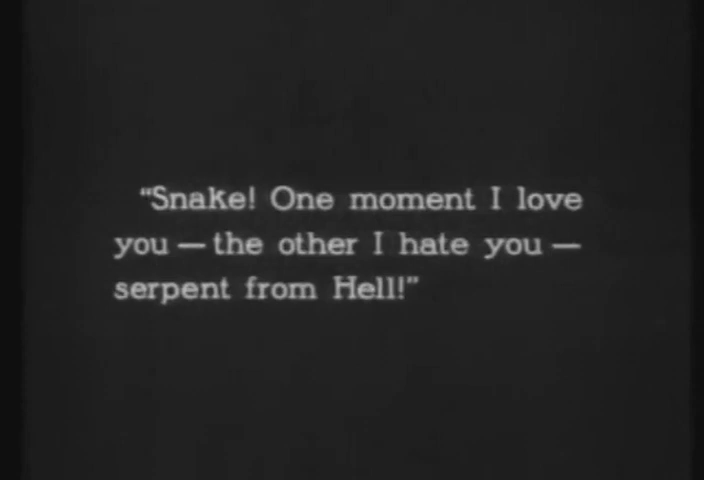 “Snake! One moment I love
you — the other I hate you —
serpent from Hell!”